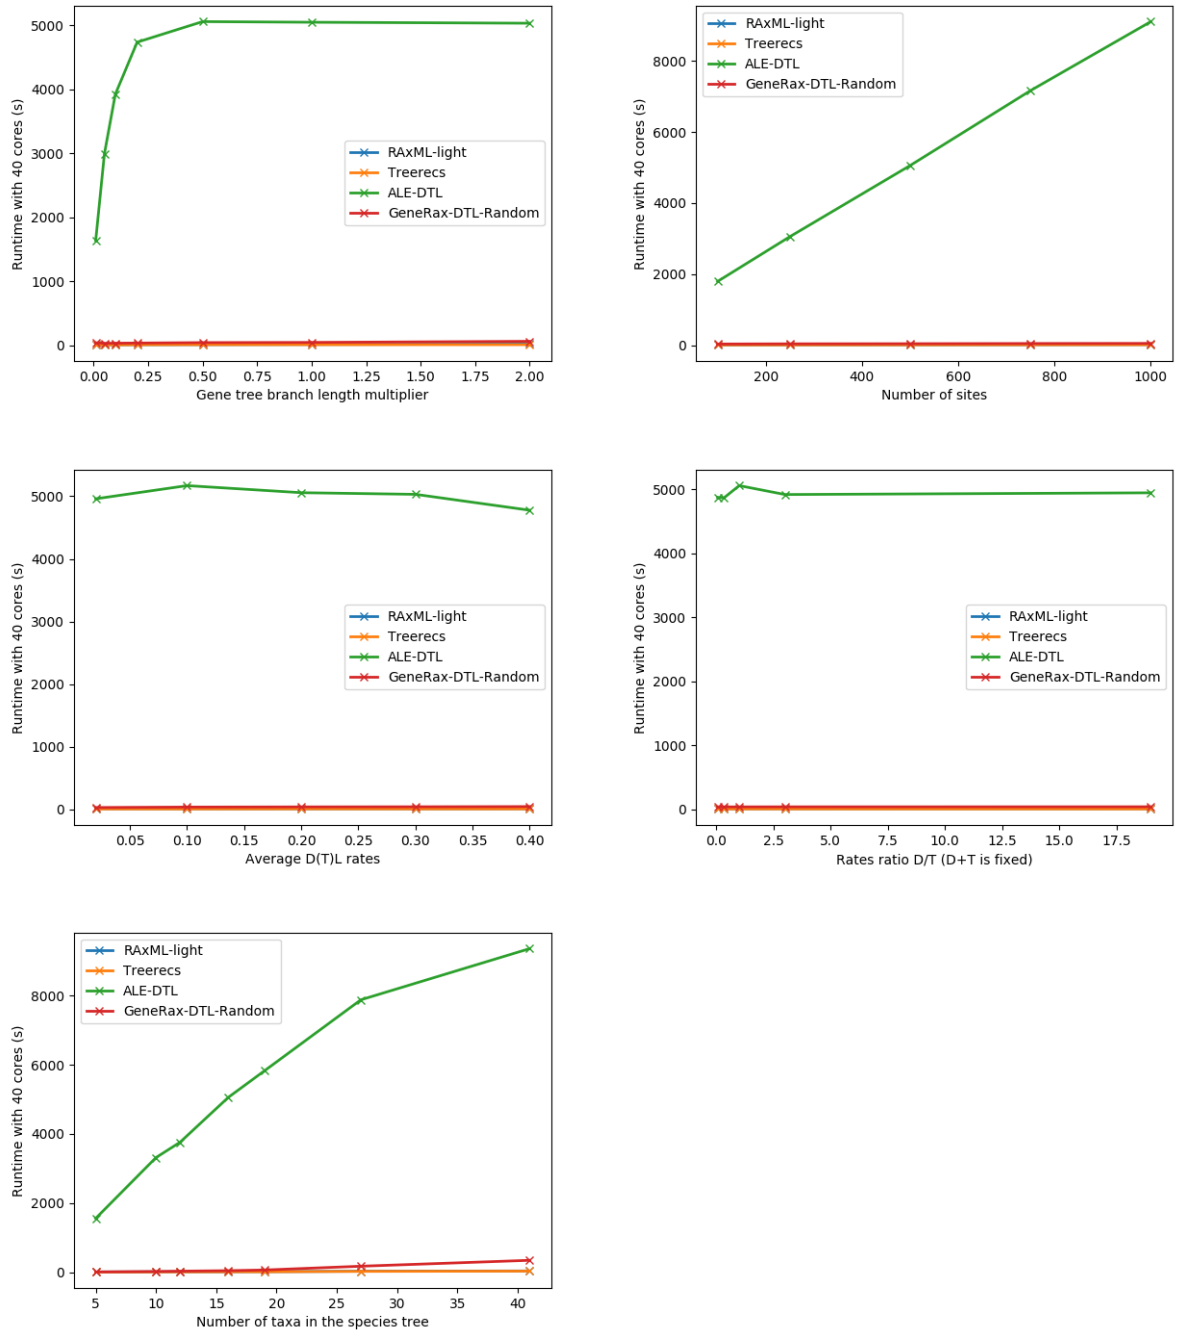 5000
4000
3000
2000
1000
0
Runtime with 40 cores (s)
RAxML-light
Treerecs
ALE-DTL
GeneRax-DTL-Random
0.00 0.25 0.50 0.75 1.00 1.25 1.50 1.75 2.00
Gene tree branch length multiplier
8000
6000
4000
2000
0
Runtime with 40 cores (s)
RAxML-light
Treerecs
ALE-DTL
GeneRax-DTL-Random
200 400 600 800 1000
Number of sites
5000
4000
3000
2000
1000
0
Runtime with 40 cores (s)
RAxML-light
Treerecs
ALE-DTL
GeneRax-DTL-Random
0.05 0.10 0.15 0.20 0.25 0.30 0.35 0.40
Average D(T)L rates
5000
4000
3000
2000
1000
0
Runtime with 40 cores (s)
RAxML-light
Treerecs
ALE-DTL
GeneRax-DTL-Random
0.0 2.5 5.0 7.5 10.0 12.5 15.0 17.5
Rates ratio D/T (D+T is fixed)
8000
6000
4000
2000
0
Runtime with 40 cores (s)
RAxML-light
Treerecs
ALE-DTL
GeneRax-DTL-Random
5 10 15 20 25 30 35 40
Number of taxa in the species tree